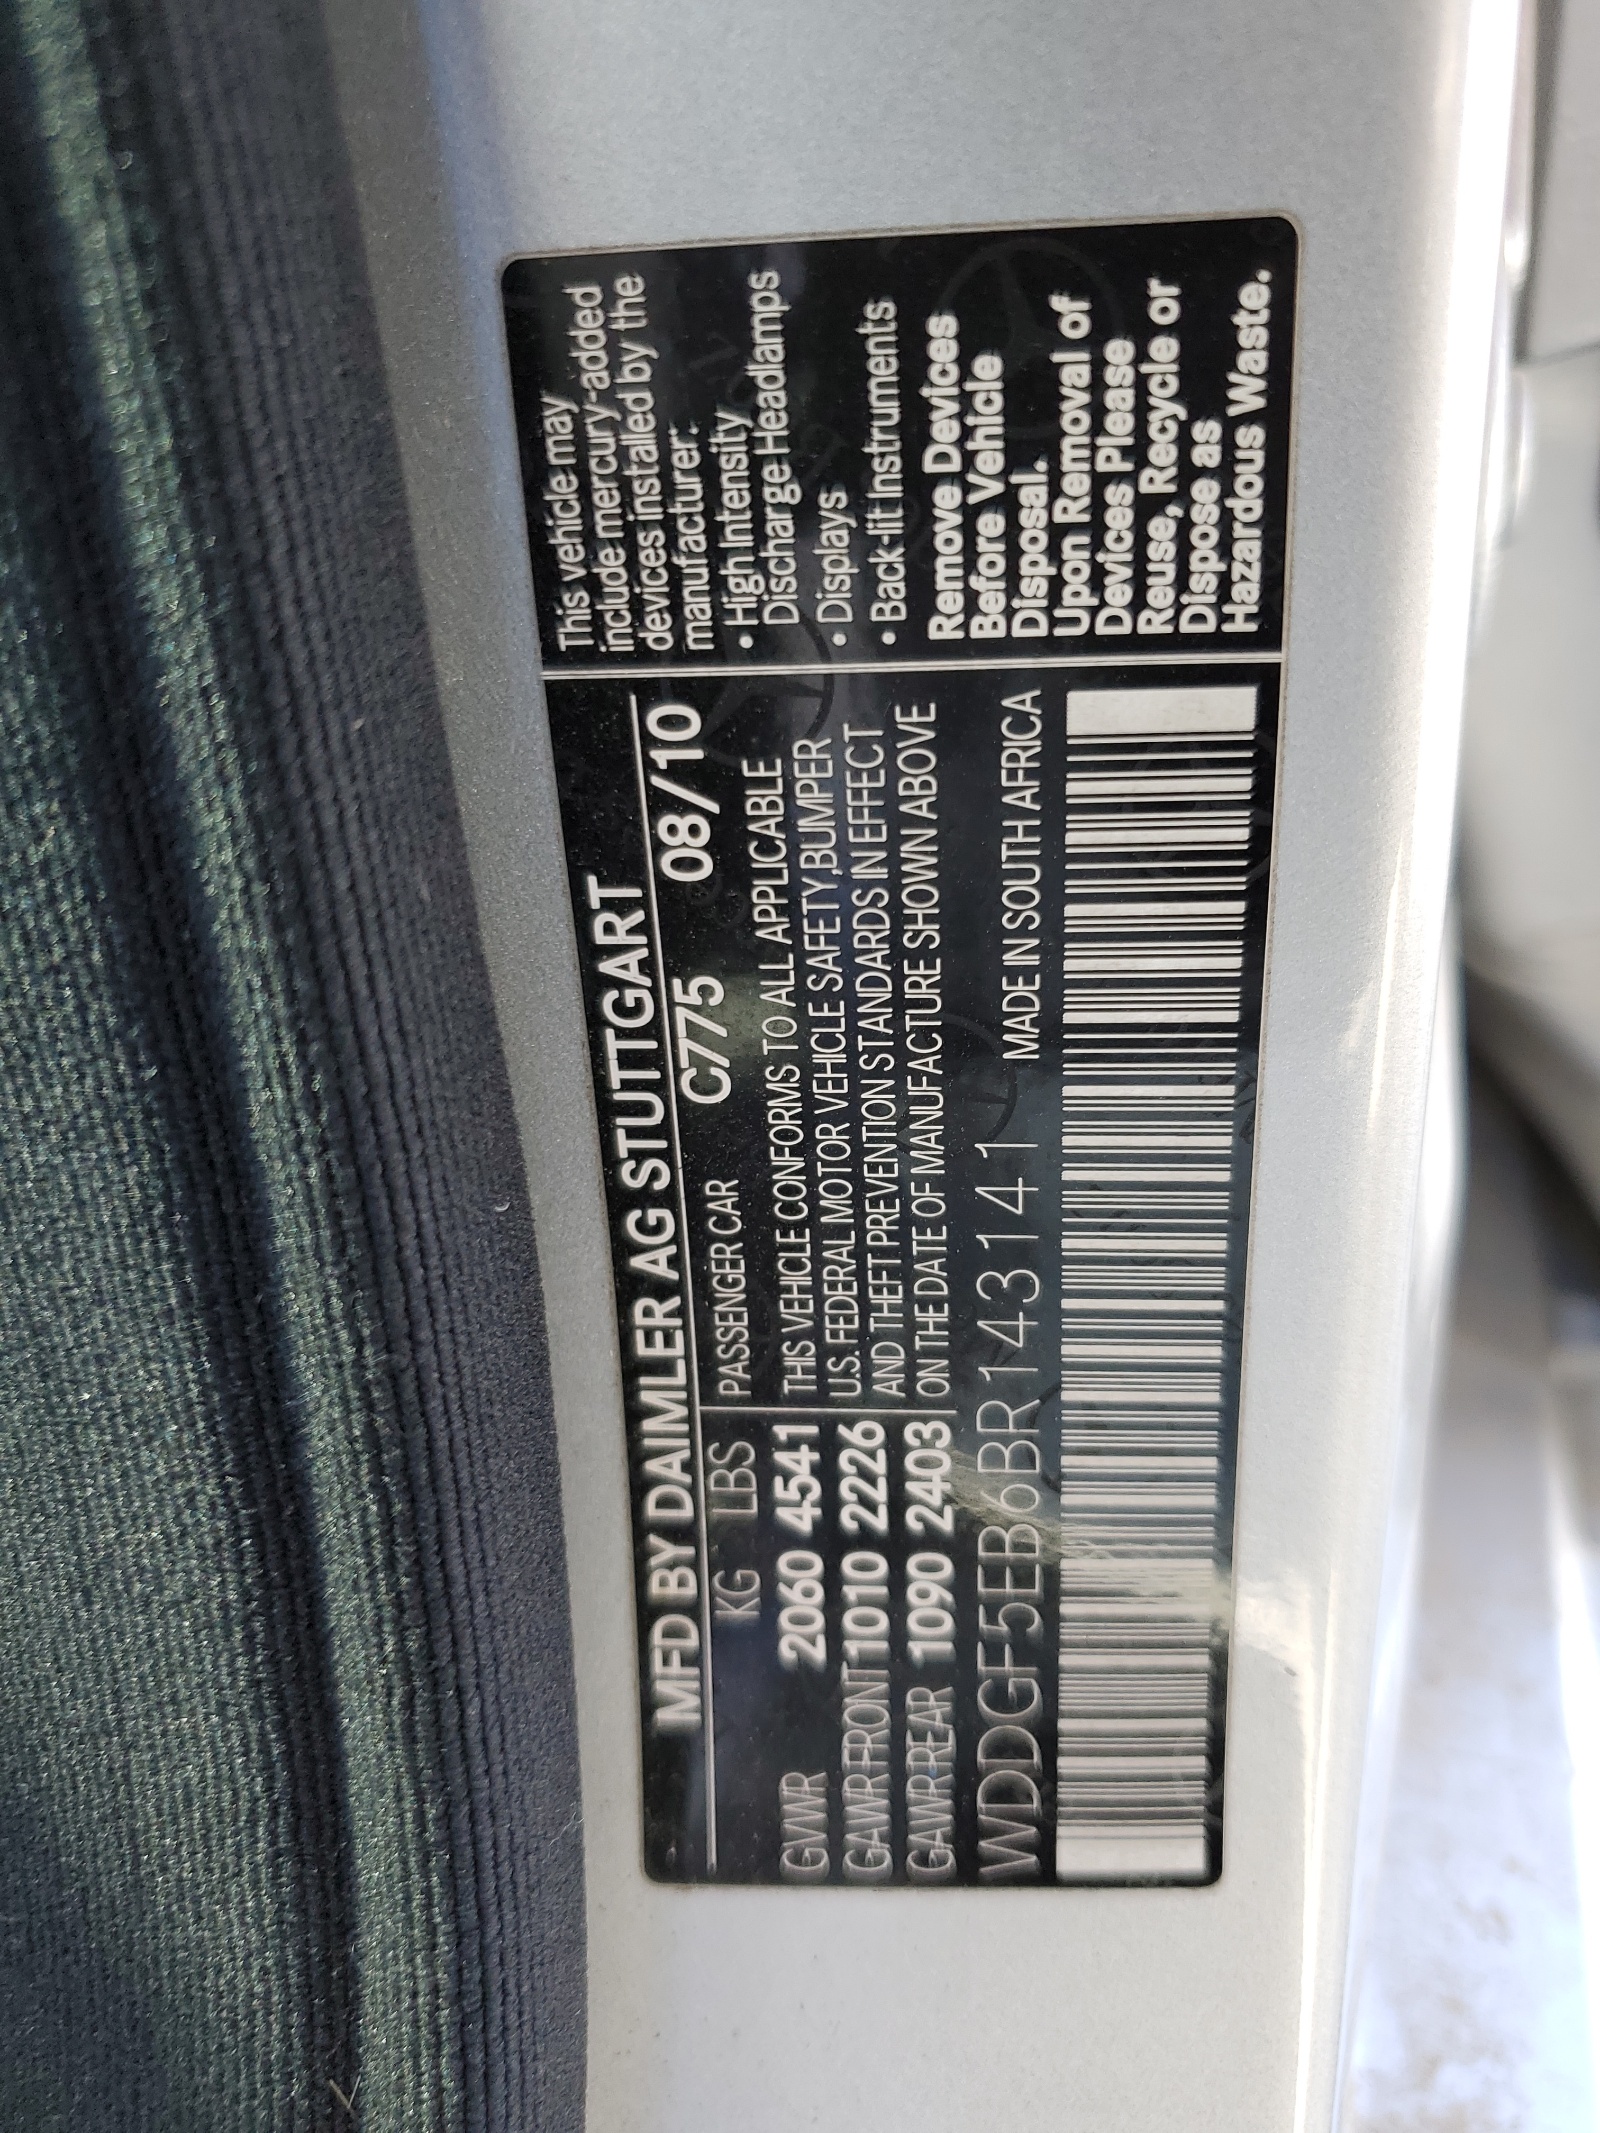 MFD BY DAIMLER AG STUTTGART
KG LBS PASSENGER CAR C775 08/10
GVWR 2060 4541 THIS VEHICLE CONFORMS TO ALL APPLICABLE
GAWR FRONT 1010 2226 U.S. FEDERAL MOTOR VEHICLE SAFETY,BUMPER
GAWR REAR 1090 2403 AND THEFT PREVENTION STANDARDS IN EFFECT
ON THE DATE OF MANUFACTURE SHOWN ABOVE
WDDGF5EB6BR143141 MADE IN SOUTH AFRICA
This vehicle may
include mercury-added
devices installed by the
manufacturer:
• High Intensity
Discharge Headlamps
• Displays
• Back-lit Instruments
Remove Devices
Before Vehicle
Disposal.
Upon Removal of
Devices Please
Reuse, Recycle or
Dispose as
Hazardous Waste.